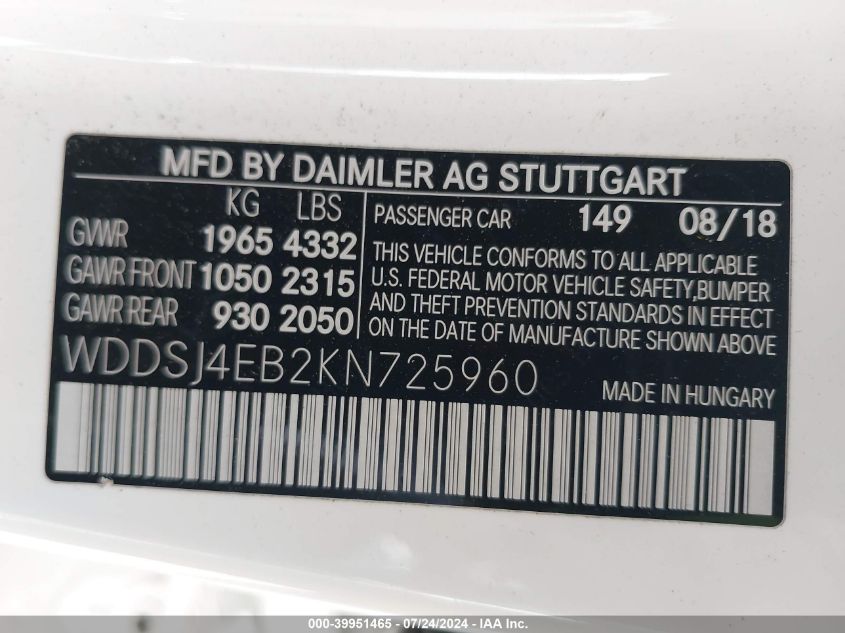 MFD BY DAIMLER AG STUTTGART
KG LBS
GVWR 1965 4332
GAWR FRONT 1050 2315
GAWR REAR 930 2050
PASSENGER CAR 149 08/18
THIS VEHICLE CONFORMS TO ALL APPLICABLE
U.S. FEDERAL MOTOR VEHICLE SAFETY,BUMPER
AND THEFT PREVENTION STANDARDS IN EFFECT
ON THE DATE OF MANUFACTURE SHOWN ABOVE
WDDSJ4EB2KN725960
MADE IN HUNGARY
000-39951465 - 07/24/2024 - IAA Inc.